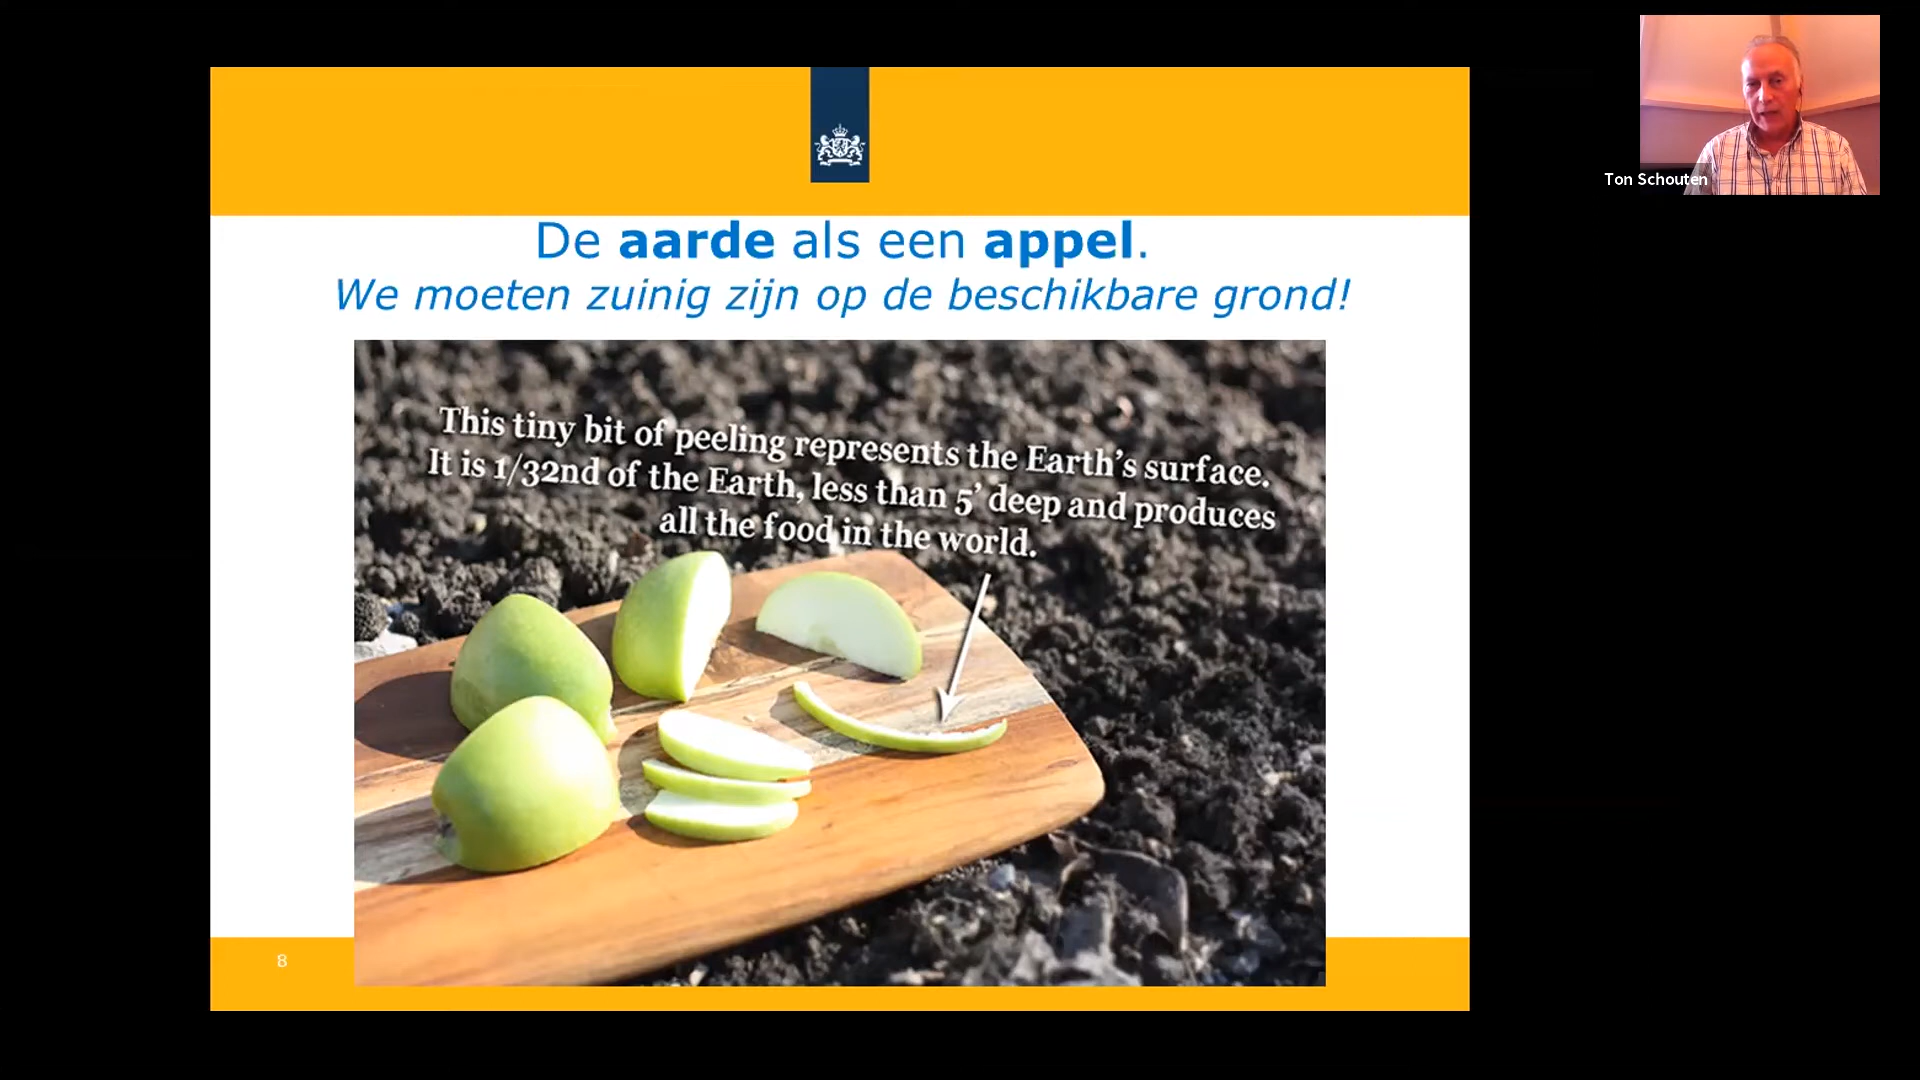 De aarde als een appel.
We moeten zuinig zijn op de beschikbare grond!
This tiny bit of peeling represents the Earth's surface.
It is 1/32nd of the Earth, less than 5' deep and produces
all the food in the world.
8
Ton Schouten